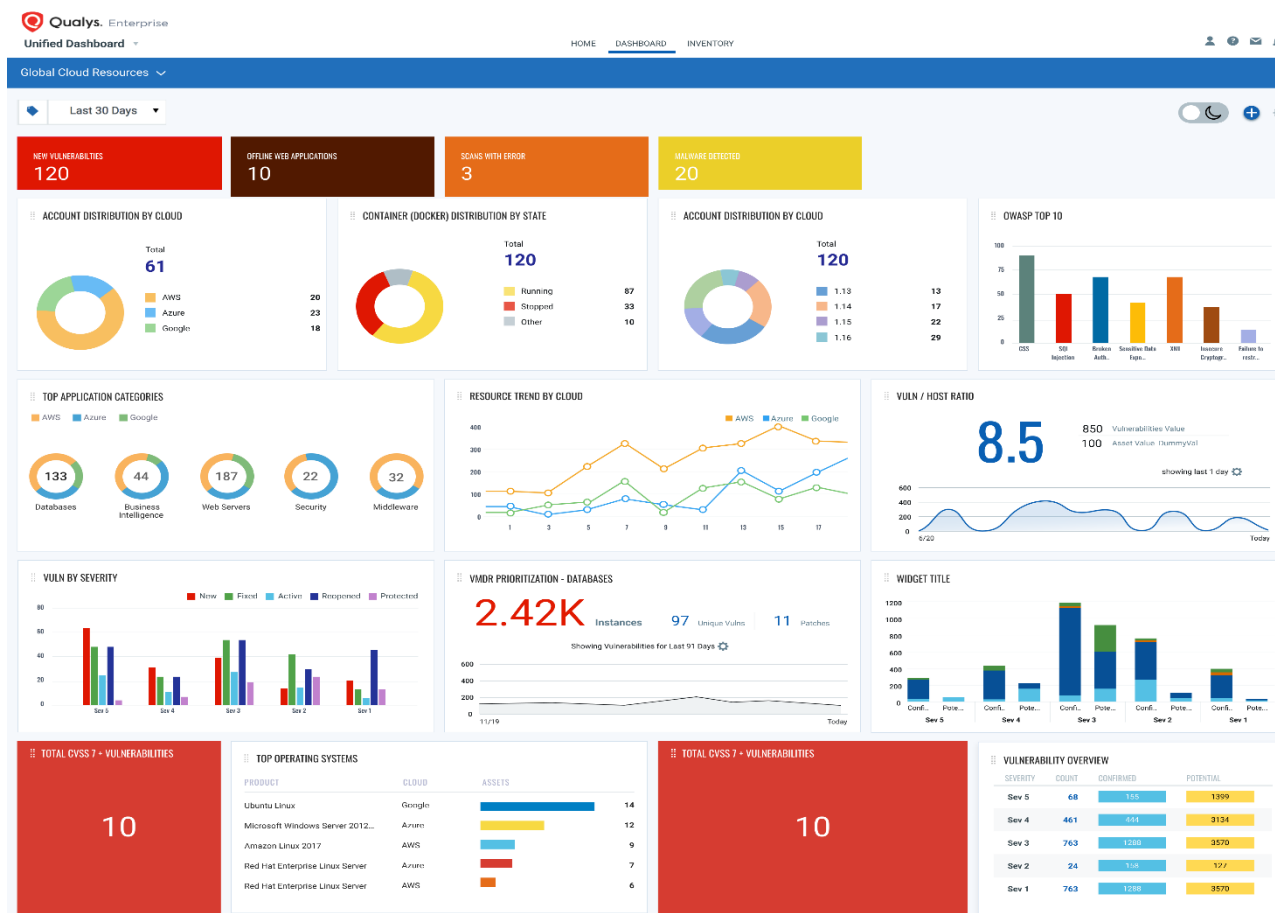 Qualys. Enterprise
Unified Dashboard
HOME DASHBOARD INVENTORY
Global Cloud Resources
Last 30 Days
NEW VULNERABILTIES
120
OFFLINE WEB APPLICATIONS
10
SCANS WITH ERROR
3
MALWARE DETECTED
20
ACCOUNT DISTRIBUTION BY CLOUD
Total
61
AWS 20
Azure 23
Google 18
CONTAINER (DOCKER) DISTRIBUTION BY STATE
Total
120
Running 87
Stopped 33
Other 10
ACCOUNT DISTRIBUTION BY CLOUD
Total
120
1.13 13
1.14 17
1.15 22
1.16 29
OWASP TOP 10
100
75
50
25
0
CSS
SQl
Injection
Broken
Auth..
Sensitive Data
Expo...
XNR
Insecure
Cryptogr..
Failure to
restr...
TOP APPLICATION CATEGORIES
AWS Azure Google
133
Databases
44
Business
Intelligence
187
Web Servers
22
Security
32
Middleware
RESOURCE TREND BY CLOUD
AWS Azure Google
400
300
200
100
0
1 3 5 7 9 11 13 15 17
VULN / HOST RATIO
8.5
850 Vulnerabilities Value
100 Asset Value DummyVal
showing last 1 day
600
400
200
0
6/20 Today
VULN BY SEVERITY
New Fixed Active Reopened Protected
80
60
40
20
0
Sev 5 Sev 4 Sev 3 Sev 2 Sev 1
VMDR PRIORITIZATION - DATABASES
2.42K Instances 97 Unique Vulns 11 Patches
Showing Vulnerabilities for Last 91 Days
600
400
200
0
11/19 Today
WIDGET TITLE
1200
1000
800
600
400
200
0
Confi.. Pote... Confi.. Pote... Confi.. Pote... Confi.. Pote... Confi.. Pote...
Sev 5 Sev 4 Sev 3 Sev 2 Sev 1
TOTAL CVSS 7 + VULNERABILITIES
10
TOP OPERATING SYSTEMS
PRODUCT CLOUD ASSETS
Ubuntu Linux Google 14
Microsoft Windows Server 2012... Azure 12
Amazon Linux 2017 AWS 9
Red Hat Enterprise Linux Server Azure 7
Red Hat Enterprise Linux Server AWS 6
TOTAL CVSS 7 + VULNERABILITIES
10
VULNERABILITY OVERVIEW
SEVERITY COUNT CONFIRMED POTENTIAL
Sev 5 68 155 1399
Sev 4 461 444 3134
Sev 3 763 1288 3570
Sev 2 24 158 127
Sev 1 763 1298 3570